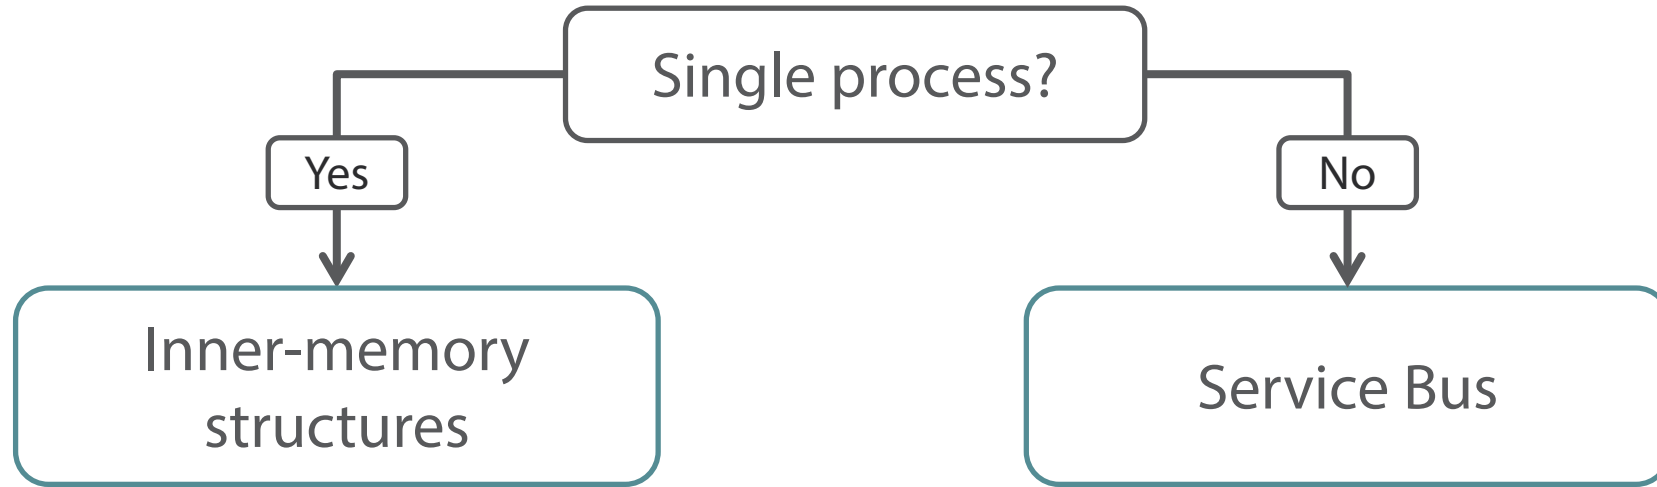 Single process?
Yes
No
Inner-memory
structures
Service Bus